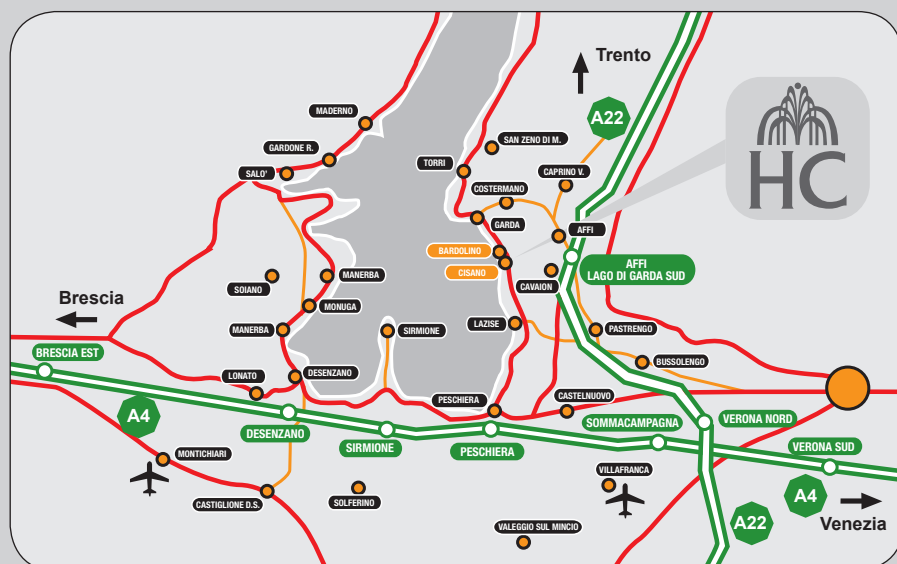 Trento
A22
HC
MADERNO
GARDONE R.
SALO'
SAN ZENO DI M.
TORRI
CAPRINO V.
COSTERMANO
GARDA
AFFI
BARDOLINO
CISANO
AFFI
LAGO DI GARDA SUD
CAVAION
SOIANO
MANERBA
MONUGA
Brescia
MANERBA
SIRMIONE
LAZISE
PASTRENGO
BUSSOLENGO
BRESCIA EST
LONATO
DESENZANO
PESCHIERA
CASTELNUOVO
A4
DESENZANO
SIRMIONE
PESCHIERA
SOMMACAMPAGNA
VERONA NORD
VERONA SUD
MONTICHIARI
CASTIGLIONE D.S.
SOLFERINO
VILLAFRANCA
A4
Venezia
A22
VALEGGIO SUL MINCIO